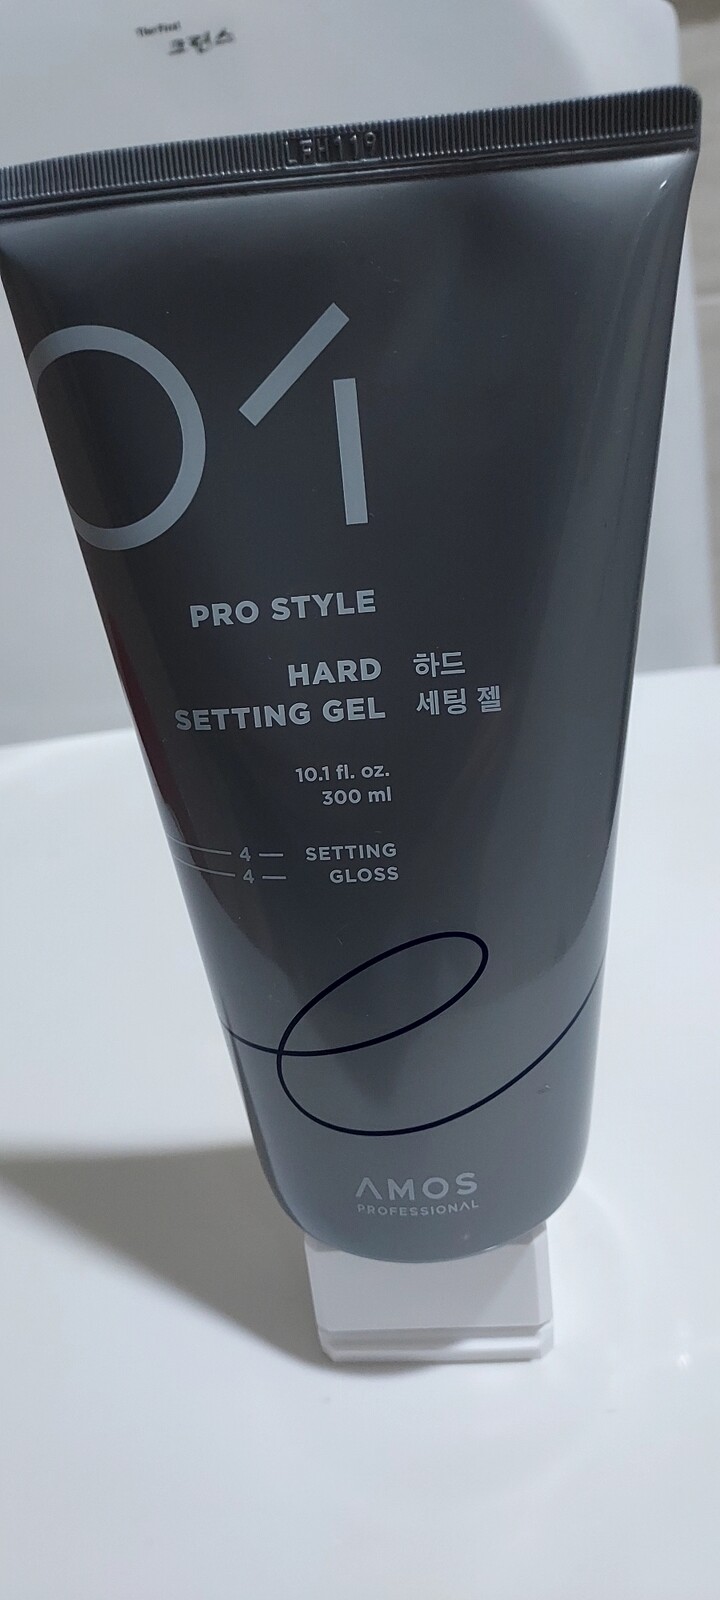 LFH119
01
PRO STYLE
HARD 하드
SETTING GEL 세팅 젤
10.1 fl. oz.
300 ml
4 — SETTING
4 — GLOSS
AMOS
PROFESSIONAL